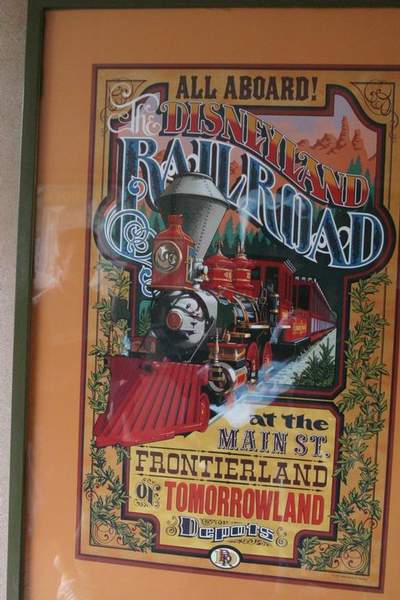 ALL ABOARD!
The
DISNEYLAND
RAILROAD
at the
MAIN ST.
FRONTIERLAND
or TOMORROWLAND
Depots